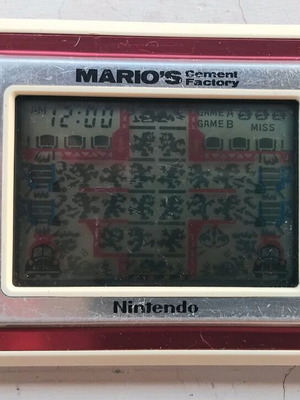 MARIO'S Cement
Factory
AM 12:00
GAME A
GAME B
MISS
Nintendo